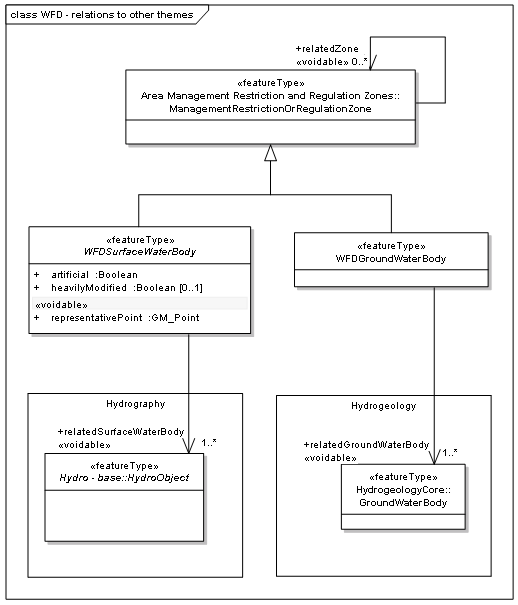 class WFD - relations to other themes
+relatedZone
«voidable» 0..*
«featureType»
Area Management Restriction and Regulation Zones::
ManagementRestrictionOrRegulationZone
«featureType»
WFDSurfaceWaterBody
+ artificial :Boolean
+ heavilyModified :Boolean [0..1]
«voidable»
+ representativePoint :GM_Point
«featureType»
WFDGroundWaterBody
Hydrography
+relatedSurfaceWaterBody
«voidable» 1..*
«featureType»
Hydro - base::HydroObject
Hydrogeology
+relatedGroundWaterBody
«voidable» 1..*
«featureType»
HydrogeologyCore::
GroundWaterBody